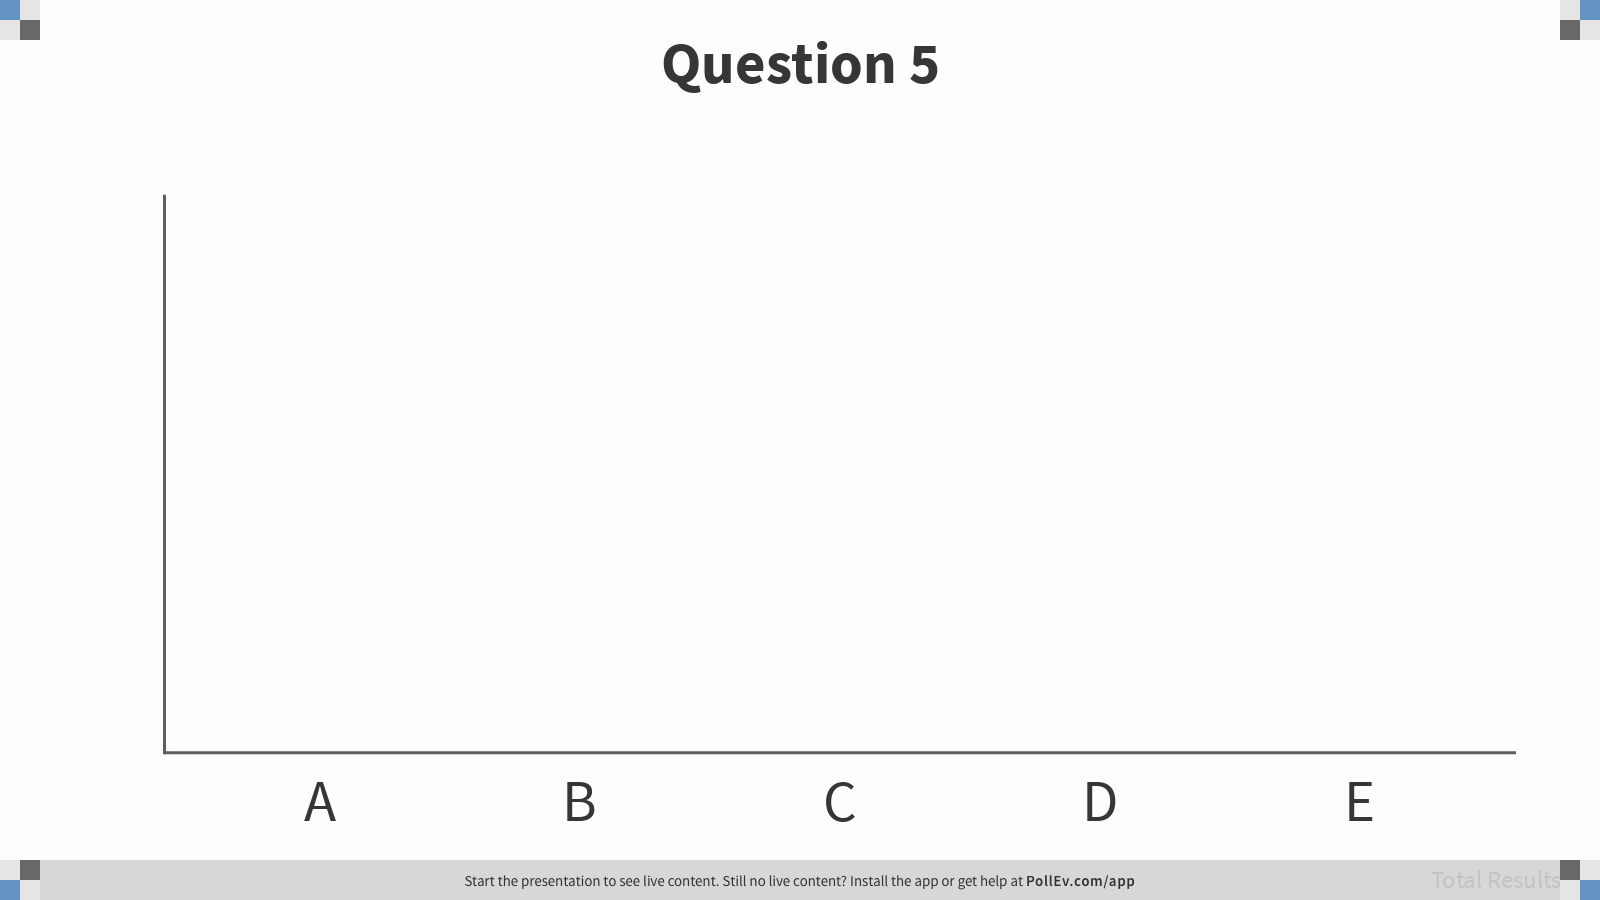 Question 5
A B C D E
Start the presentation to see live content. Still no live content? Install the app or get help at PollEv.com/app
Total Results